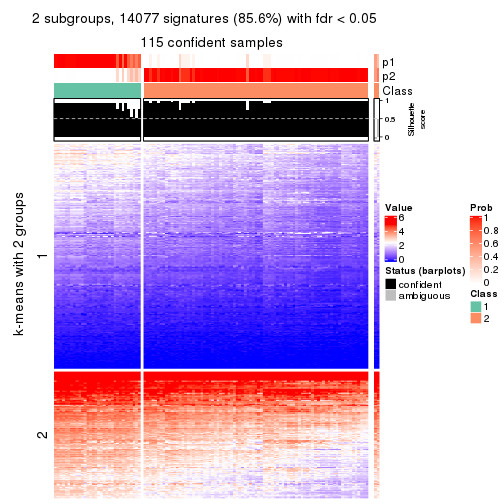 2 subgroups, 14077 signatures (85.6%) with fdr < 0.05
115 confident samples
p1
p2
Class
1
0.5
0
Silhouette
score
k-means with 2 groups
1
2
Value
6
4
2
0
Status (barplots)
confident
ambiguous
Prob
1
0.8
0.6
0.4
0.2
0
Class
1
2